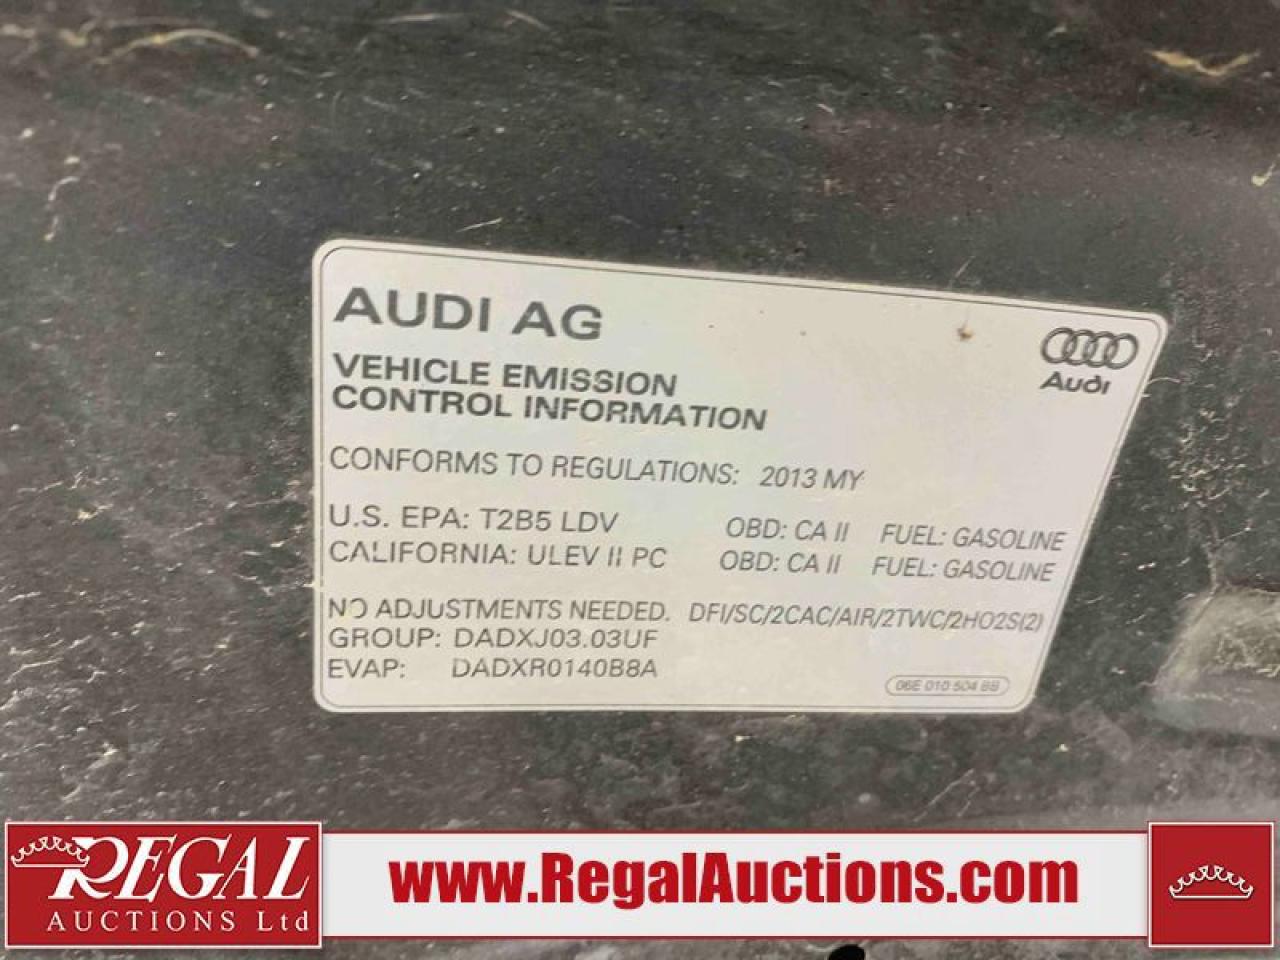 AUDI AG
Audi
VEHICLE EMISSION
CONTROL INFORMATION
CONFORMS TO REGULATIONS: 2013 MY
U.S. EPA: T2B5 LDV OBD: CA II FUEL: GASOLINE
CALIFORNIA: ULEV II PC OBD: CA II FUEL: GASOLINE
NO ADJUSTMENTS NEEDED. DFI/SC/2CAC/AIR/2TWC/2HO2S(2)
GROUP: DADXJ03.03UF
EVAP: DADXR0140B8A
06E 010 504 BB
REGAL
AUCTIONS Ltd
www.RegalAuctions.com